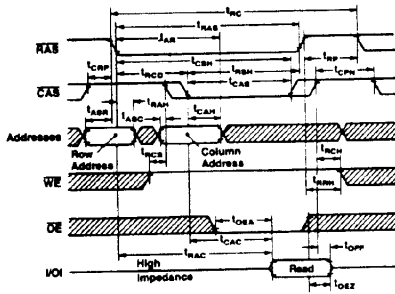 tRC
tRAS
tAR
RAS
tCSH
tRP
tCRP
tRCD
tRSH
tCPN
CAS
tCAS
tASR
tRAH
tASC
tCAH
Addresses
Row
Address
tRCS
Column
Address
tRCH
WE
tRRH
OE
tOEA
tCAC
tOFF
tRAC
High
Impedance
I/OI
Read
tOEZ